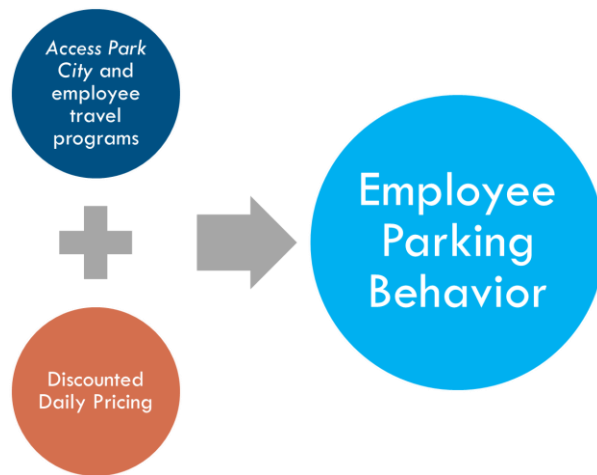 Access Park
City and
employee
travel
programs
Discounted
Daily Pricing
Employee
Parking
Behavior